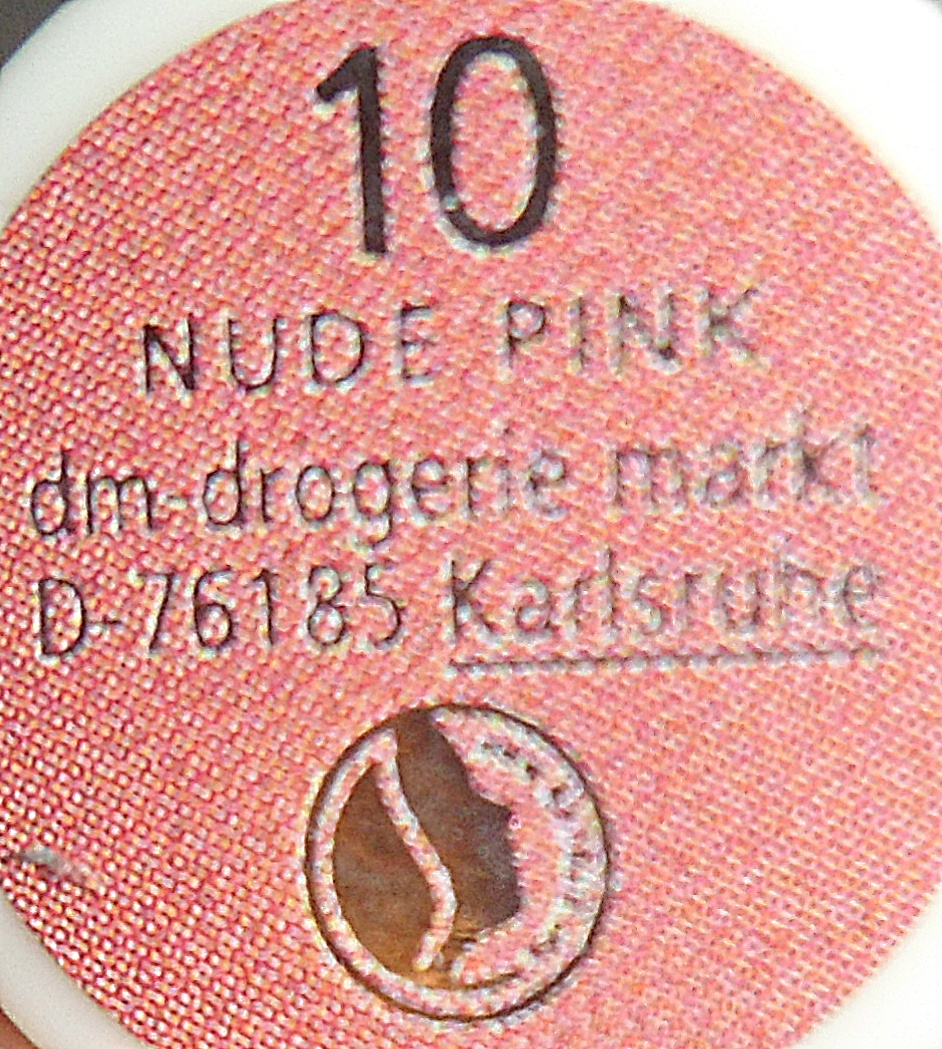 10
NUDE PINK
dm-drogerie markt
D-76185 Karlsruhe